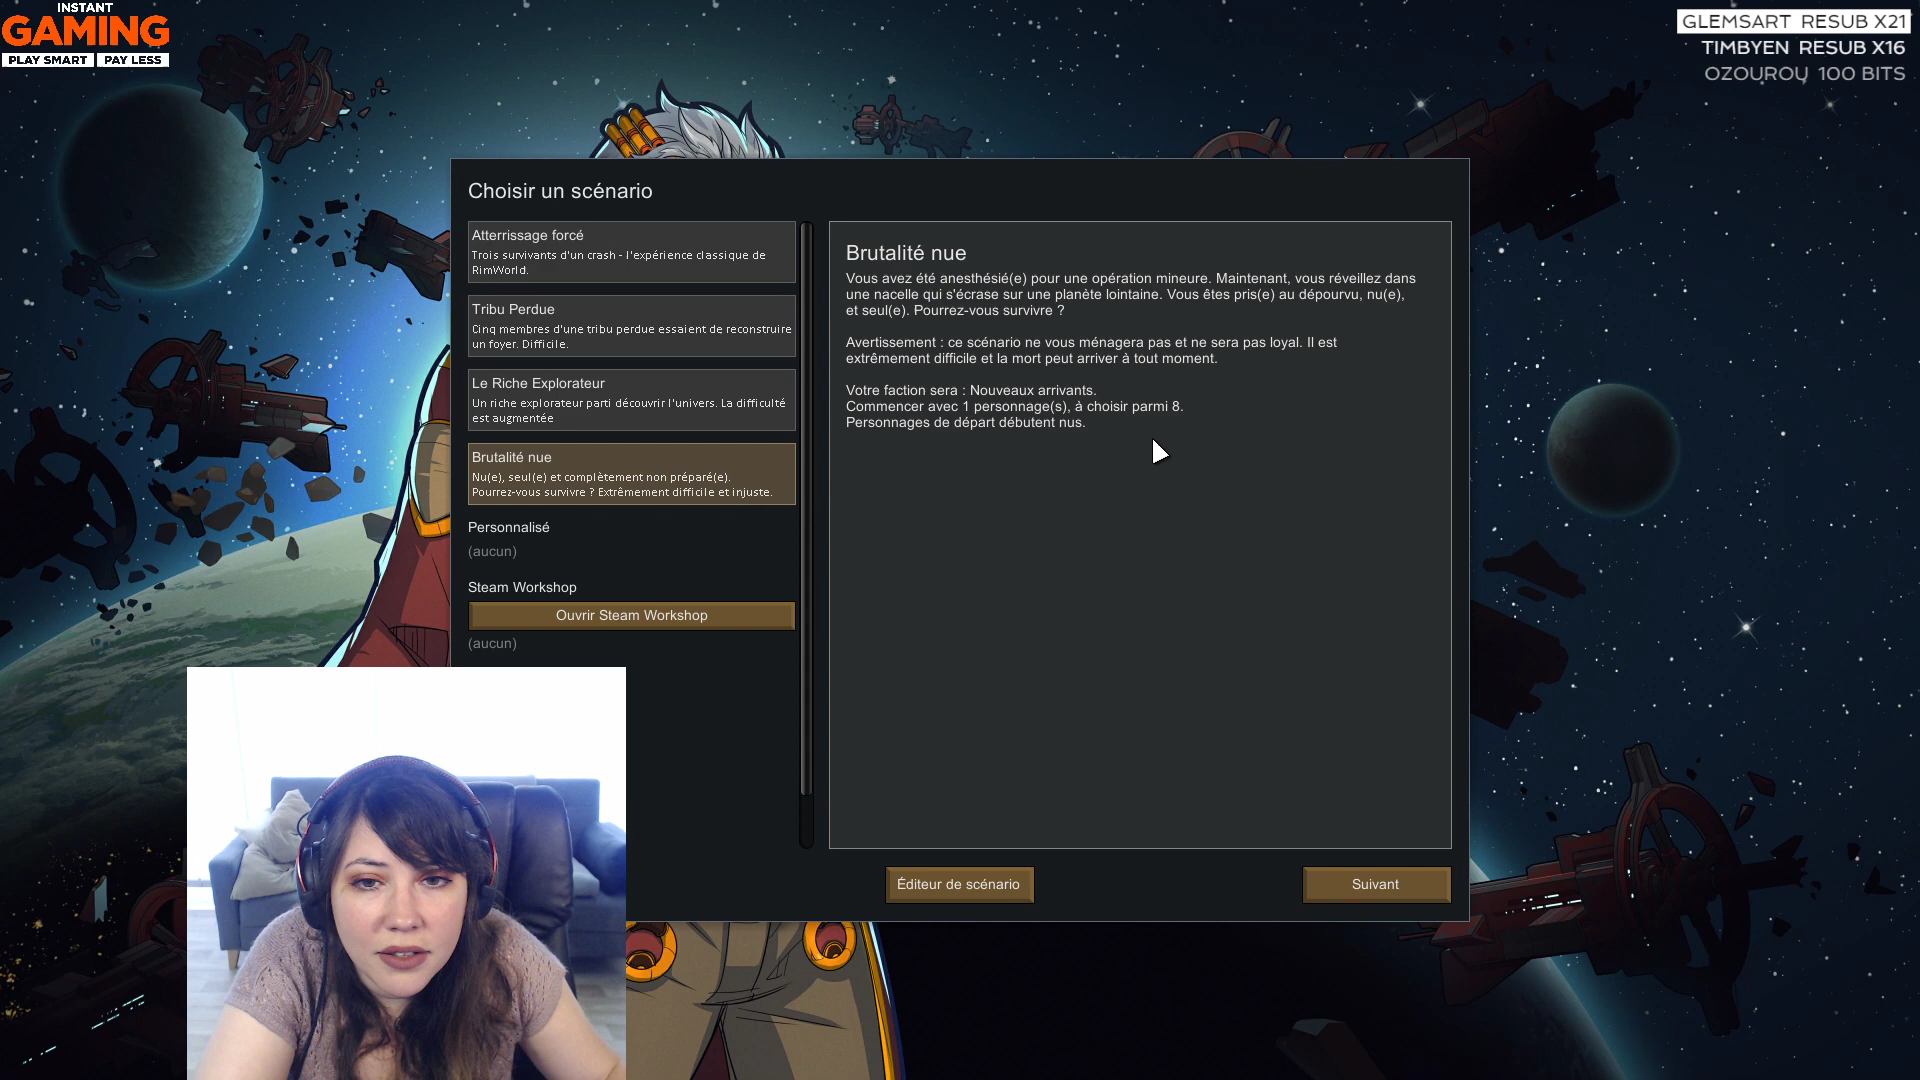 INSTANT
GAMING
PLAY SMART PAY LESS
GLEMSART RESUB X21
TIMBYEN RESUB X16
OZOUROU 100 BITS
Choisir un scénario
Atterrissage forcé
Trois survivants d'un crash - l'expérience classique de
RimWorld.
Tribu Perdue
Cinq membres d'une tribu perdue essaient de reconstruire
un foyer. Difficile.
Le Riche Explorateur
Un riche explorateur parti découvrir l'univers. La difficulté
est augmentée
Brutalité nue
Nu(e), seul(e) et complètement non préparé(e).
Pourrez-vous survivre ? Extrêmement difficile et injuste.
Personnalisé
(aucun)
Steam Workshop
Ouvrir Steam Workshop
(aucun)
Brutalité nue
Vous avez été anesthésié(e) pour une opération mineure. Maintenant, vous réveillez dans
une nacelle qui s'écrase sur une planète lointaine. Vous êtes pris(e) au dépourvu, nu(e),
et seul(e). Pourrez-vous survivre ?
Avertissement : ce scénario ne vous ménagera pas et ne sera pas loyal. Il est
extrêmement difficile et la mort peut arriver à tout moment.
Votre faction sera : Nouveaux arrivants.
Commencer avec 1 personnage(s), à choisir parmi 8.
Personnages de départ débutent nus.
Éditeur de scénario
Suivant